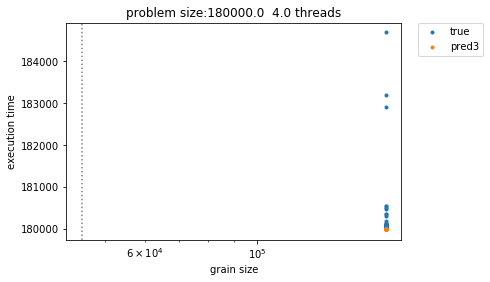 problem size:180000.0  4.0 threads
true
pred3
execution time
184000
183000
182000
181000
180000
6 × 10⁴
10⁵
grain size